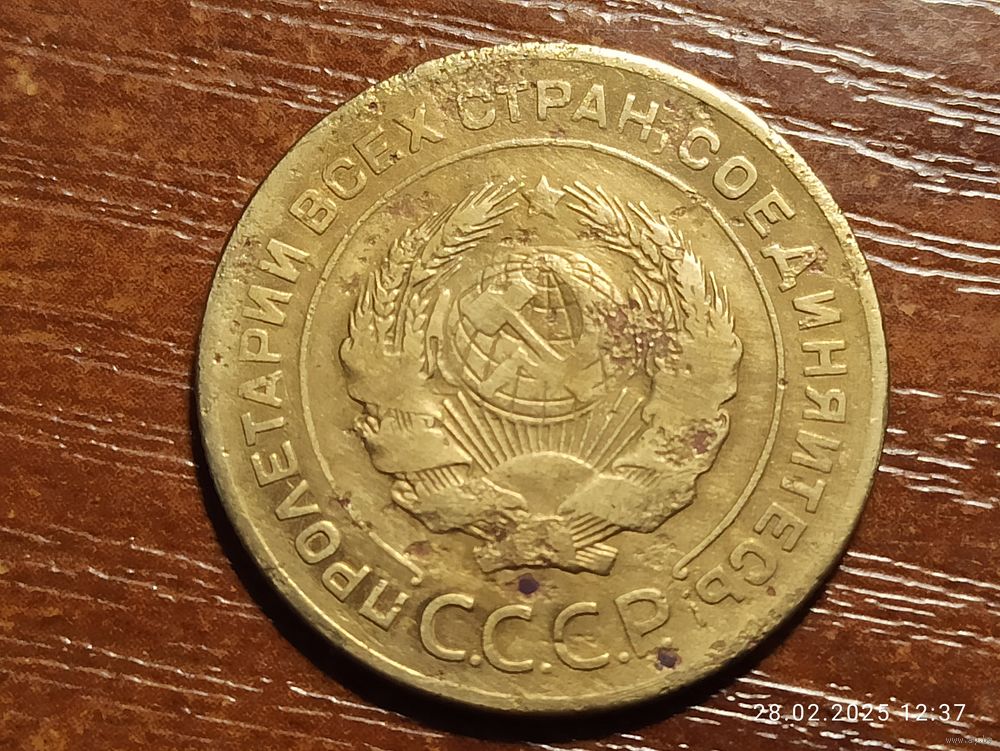 ПРОЛЕТАРИИ ВСЕХ СТРАН, СОЕДИНЯЙТЕСЬ
С.С.С.Р.
28.02.2025 12:37